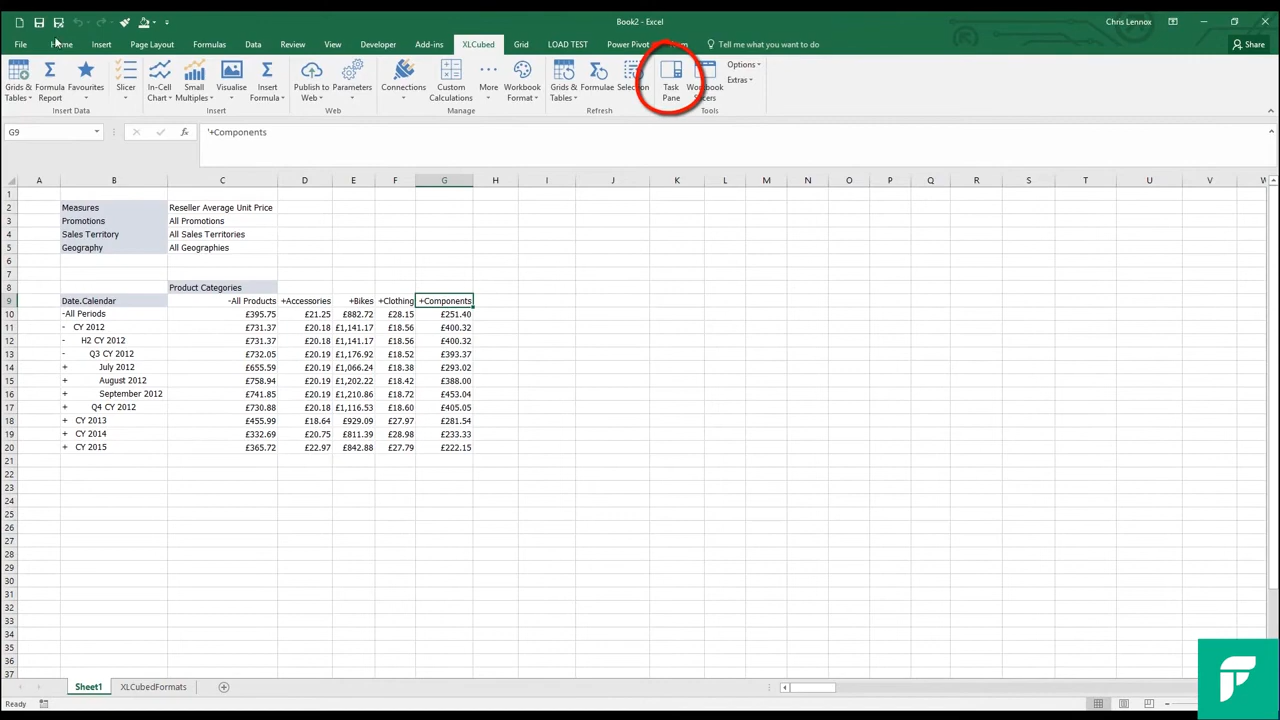 Book2 - Excel
Chris Lennox
File Home Insert Page Layout Formulas Data Review View Developer Add-ins XLCubed Grid LOAD TEST Power Pivot Tell me what you want to do Share
Grids & Tables Formula Report Favourites Slicer In-Cell Chart Small Multiples Visualise Insert Formula Publish to Web Parameters Connections Custom Calculations More Workbook Format Grids & Tables Formulae Selection Task Pane Workbook Slicers Options Extras
Insert Data Web Manage Refresh Tools
G9 fx '+Components
A B C D E F G H I J K L M N O P Q R S T U V W
1
2 Measures Reseller Average Unit Price
3 Promotions All Promotions
4 Sales Territory All Sales Territories
5 Geography All Geographies
6
7
8 Product Categories
9 Date.Calendar -All Products +Accessories +Bikes +Clothing +Components
10 -All Periods £395.75 £21.25 £882.72 £28.15 £251.40
11 - CY 2012 £731.37 £20.18 £1,141.17 £18.56 £400.32
12 - H2 CY 2012 £731.37 £20.18 £1,141.17 £18.56 £400.32
13 - Q3 CY 2012 £732.05 £20.19 £1,176.92 £18.52 £393.37
14 + July 2012 £655.59 £20.19 £1,066.24 £18.38 £293.02
15 + August 2012 £758.94 £20.19 £1,202.22 £18.42 £388.00
16 + September 2012 £741.85 £20.19 £1,210.86 £18.72 £453.04
17 + Q4 CY 2012 £730.88 £20.18 £1,116.53 £18.60 £405.05
18 + CY 2013 £455.99 £18.64 £929.09 £27.97 £281.54
19 + CY 2014 £332.69 £20.75 £811.39 £28.98 £233.33
20 + CY 2015 £365.72 £22.97 £842.88 £27.79 £222.15
21
22
23
24
25
26
27
28
29
30
31
32
33
34
35
36
37
Sheet1 XLCubedFormats
Ready